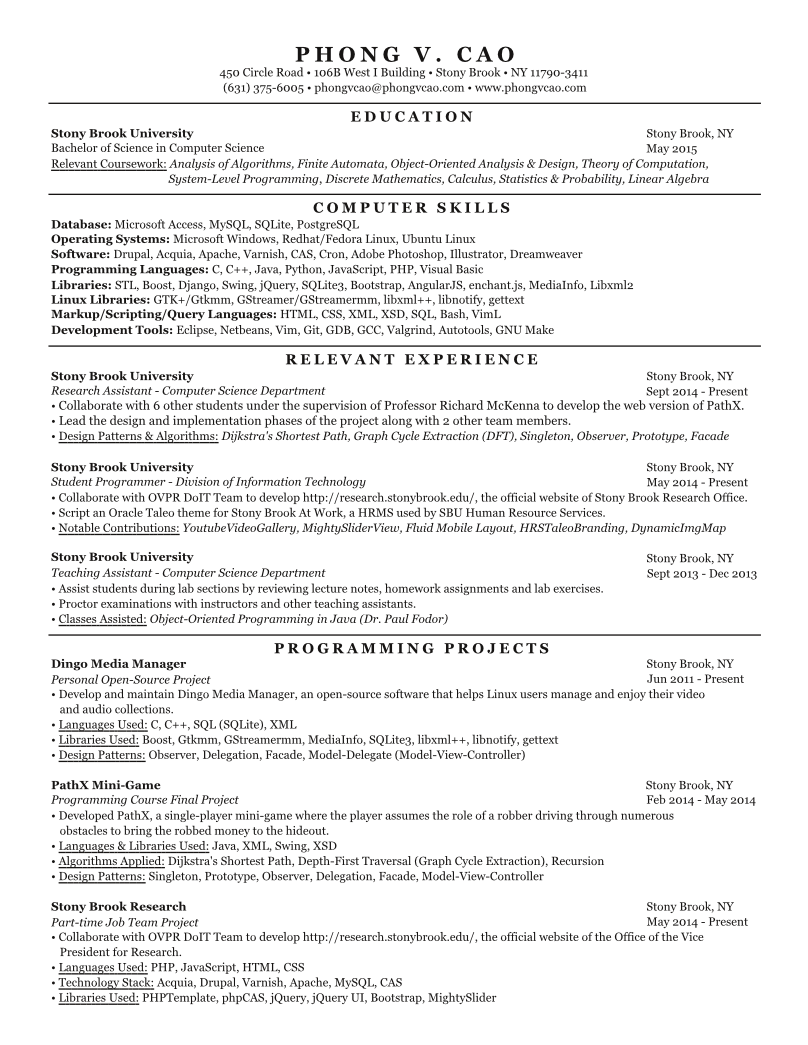 PHONG V. CAO
450 Circle Road • 106B West I Building • Stony Brook • NY 11790-3411
(631) 375-6005 • phongvcao@phongvcao.com • www.phongvcao.com
EDUCATION
Stony Brook University Stony Brook, NY
Bachelor of Science in Computer Science May 2015
Relevant Coursework: Analysis of Algorithms, Finite Automata, Object-Oriented Analysis & Design, Theory of Computation,
System-Level Programming, Discrete Mathematics, Calculus, Statistics & Probability, Linear Algebra
COMPUTER SKILLS
Database: Microsoft Access, MySQL, SQLite, PostgreSQL
Operating Systems: Microsoft Windows, Redhat/Fedora Linux, Ubuntu Linux
Software: Drupal, Acquia, Apache, Varnish, CAS, Cron, Adobe Photoshop, Illustrator, Dreamweaver
Programming Languages: C, C++, Java, Python, JavaScript, PHP, Visual Basic
Libraries: STL, Boost, Django, Swing, jQuery, SQLite3, Bootstrap, AngularJS, enchant.js, MediaInfo, Libxml2
Linux Libraries: GTK+/Gtkmm, GStreamer/GStreamermm, libxml++, libnotify, gettext
Markup/Scripting/Query Languages: HTML, CSS, XML, XSD, SQL, Bash, VimL
Development Tools: Eclipse, Netbeans, Vim, Git, GDB, GCC, Valgrind, Autotools, GNU Make
RELEVANT EXPERIENCE
Stony Brook University Stony Brook, NY
Research Assistant - Computer Science Department Sept 2014 - Present
• Collaborate with 6 other students under the supervision of Professor Richard McKenna to develop the web version of PathX.
• Lead the design and implementation phases of the project along with 2 other team members.
• Design Patterns & Algorithms: Dijkstra's Shortest Path, Graph Cycle Extraction (DFT), Singleton, Observer, Prototype, Facade
Stony Brook University Stony Brook, NY
Student Programmer - Division of Information Technology May 2014 - Present
• Collaborate with OVPR DoIT Team to develop http://research.stonybrook.edu/, the official website of Stony Brook Research Office.
• Script an Oracle Taleo theme for Stony Brook At Work, a HRMS used by SBU Human Resource Services.
• Notable Contributions: YoutubeVideoGallery, MightySliderView, Fluid Mobile Layout, HRSTaleoBranding, DynamicImgMap
Stony Brook University Stony Brook, NY
Teaching Assistant - Computer Science Department Sept 2013 - Dec 2013
• Assist students during lab sections by reviewing lecture notes, homework assignments and lab exercises.
• Proctor examinations with instructors and other teaching assistants.
• Classes Assisted: Object-Oriented Programming in Java (Dr. Paul Fodor)
PROGRAMMING PROJECTS
Dingo Media Manager Stony Brook, NY
Personal Open-Source Project Jun 2011 - Present
• Develop and maintain Dingo Media Manager, an open-source software that helps Linux users manage and enjoy their video
and audio collections.
• Languages Used: C, C++, SQL (SQLite), XML
• Libraries Used: Boost, Gtkmm, GStreamermm, MediaInfo, SQLite3, libxml++, libnotify, gettext
• Design Patterns: Observer, Delegation, Facade, Model-Delegate (Model-View-Controller)
PathX Mini-Game Stony Brook, NY
Programming Course Final Project Feb 2014 - May 2014
• Developed PathX, a single-player mini-game where the player assumes the role of a robber driving through numerous
obstacles to bring the robbed money to the hideout.
• Languages & Libraries Used: Java, XML, Swing, XSD
• Algorithms Applied: Dijkstra's Shortest Path, Depth-First Traversal (Graph Cycle Extraction), Recursion
• Design Patterns: Singleton, Prototype, Observer, Delegation, Facade, Model-View-Controller
Stony Brook Research Stony Brook, NY
Part-time Job Team Project May 2014 - Present
• Collaborate with OVPR DoIT Team to develop http://research.stonybrook.edu/, the official website of the Office of the Vice
President for Research.
• Languages Used: PHP, JavaScript, HTML, CSS
• Technology Stack: Acquia, Drupal, Varnish, Apache, MySQL, CAS
• Libraries Used: PHPTemplate, phpCAS, jQuery, jQuery UI, Bootstrap, MightySlider